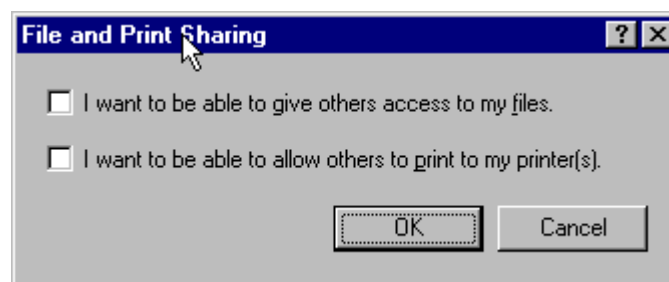 File and Print Sharing
I want to be able to give others access to my files.
I want to be able to allow others to print to my printer(s).
OK Cancel